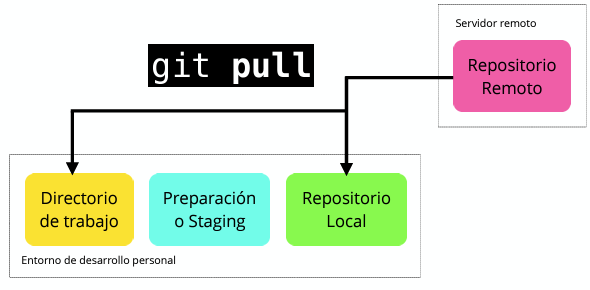 Servidor remoto
git pull
Repositorio
Remoto
Directorio
de trabajo
Preparación
o Staging
Repositorio
Local
Entorno de desarrollo personal